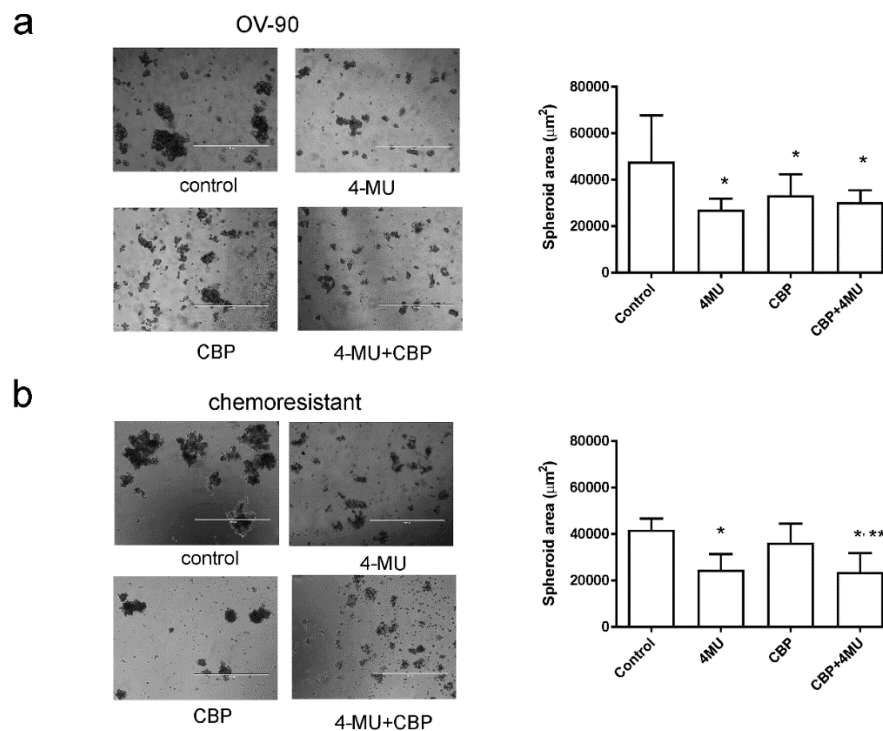 a
OV-90
control
4-MU
CBP
4-MU+CBP
Spheroid area (μm²)
80000
60000
40000
20000
0
*
*
*
Control
4MU
CBP
CBP+4MU
b
chemoresistant
control
4-MU
CBP
4-MU+CBP
Spheroid area (μm²)
80000
60000
40000
20000
0
*
*,**
Control
4MU
CBP
CBP+4MU